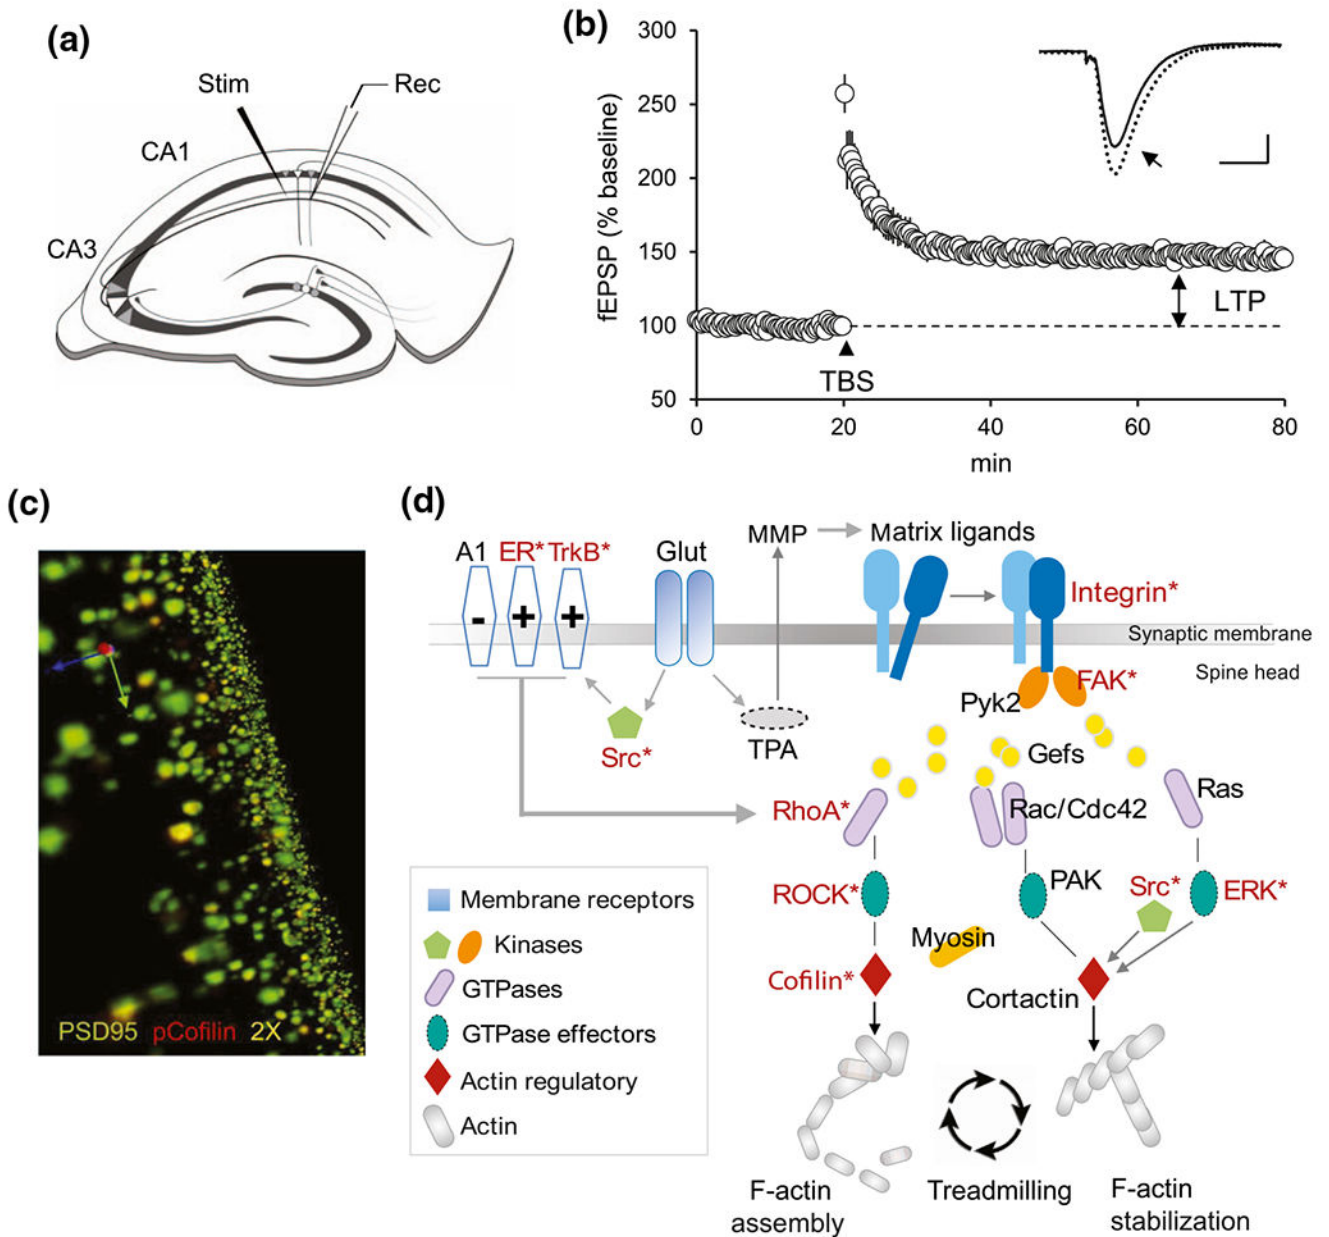 (a)
Stim
Rec
CA1
CA3
(b)
300
250
200
150
100
50
fEPSP (% baseline)
LTP
TBS
0
20
40
60
80
min
(c)
PSD95 pCofilin 2X
(d)
A1 ER* TrkB* Glut
MMP
Matrix ligands
Integrin*
-
+
+
Synaptic membrane
Spine head
Pyk2
FAK*
Src*
TPA
Gefs
RhoA*
Rac/Cdc42
Ras
ROCK*
PAK
Src*
ERK*
Myosin
Cofilin*
Cortactin
Membrane receptors
Kinases
GTPases
GTPase effectors
Actin regulatory
Actin
F-actin
assembly
Treadmilling
F-actin
stabilization